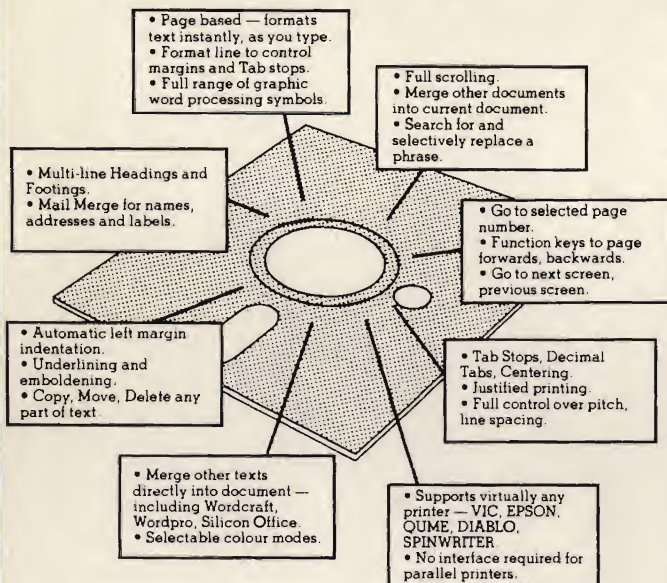 • Page based — formats
text instantly, as you type.
• Format line to control
margins and Tab stops.
• Full range of graphic
word processing symbols.
• Full scrolling.
• Merge other documents
into current document.
• Search for and
selectively replace a
phrase.
• Multi-line Headings and
Footings.
• Mail Merge for names,
addresses and labels.
• Go to selected page
number.
• Function keys to page
forwards, backwards.
• Go to next screen,
previous screen.
• Automatic left margin
indentation.
• Underlining and
emboldening.
• Copy, Move, Delete any
part of text.
• Tab Stops, Decimal
Tabs, Centering.
• Justified printing.
• Full control over pitch,
line spacing.
• Merge other texts
directly into document —
including Wordcraft,
Wordpro, Silicon Office.
• Selectable colour modes.
• Supports virtually any
printer — VIC, EPSON,
QUME, DIABLO,
SPINWRITER
• No interface required for
parallel printers.